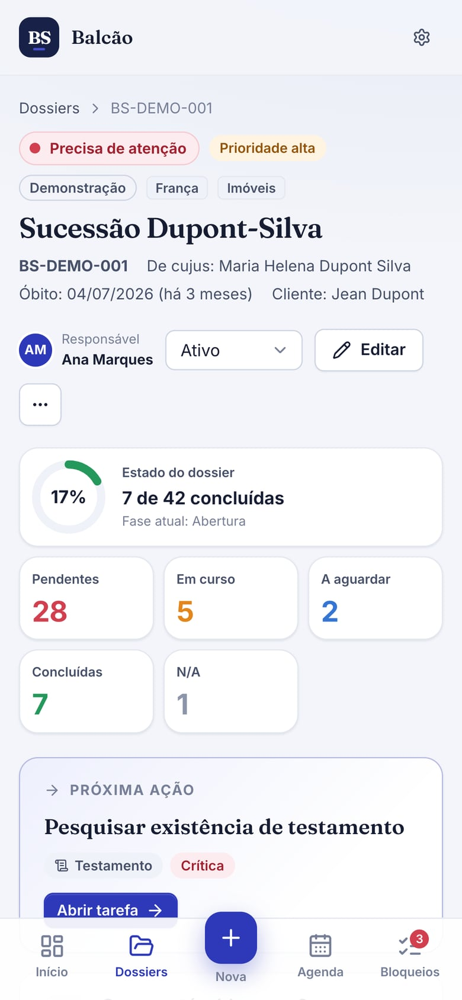 BS Balcão
Dossiers > BS-DEMO-001
Precisa de atenção Prioridade alta
Demonstração França Imóveis
Sucessão Dupont-Silva
BS-DEMO-001 De cujus: Maria Helena Dupont Silva
Óbito: 04/07/2026 (há 3 meses) Cliente: Jean Dupont
AM Responsável
Ana Marques
Ativo
Editar
...
17%
Estado do dossier
7 de 42 concluídas
Fase atual: Abertura
Pendentes
28
Em curso
5
A aguardar
2
Concluídas
7
N/A
1
→ PRÓXIMA AÇÃO
Pesquisar existência de testamento
Testamento Crítica
Abrir tarefa →
Início
Dossiers
+
Nova
Agenda
3
Bloqueios